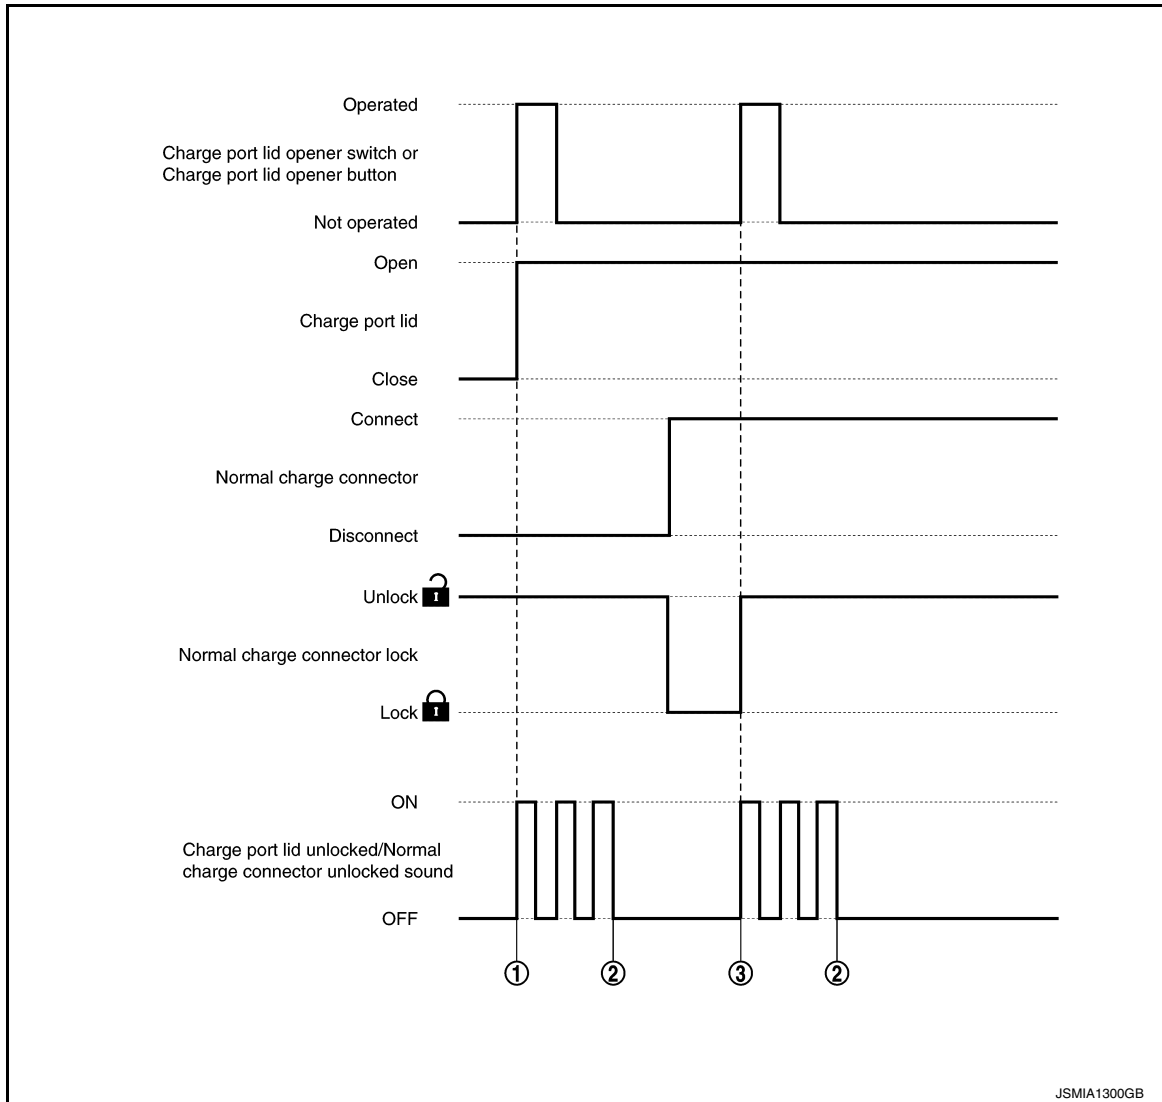 Operated
Charge port lid opener switch or
Charge port lid opener button
Not operated
Open
Charge port lid
Close
Connect
Normal charge connector
Disconnect
Unlock
Normal charge connector lock
Lock
ON
Charge port lid unlocked/Normal
charge connector unlocked sound
OFF
① ② ③ ②
JSMIA1300GB